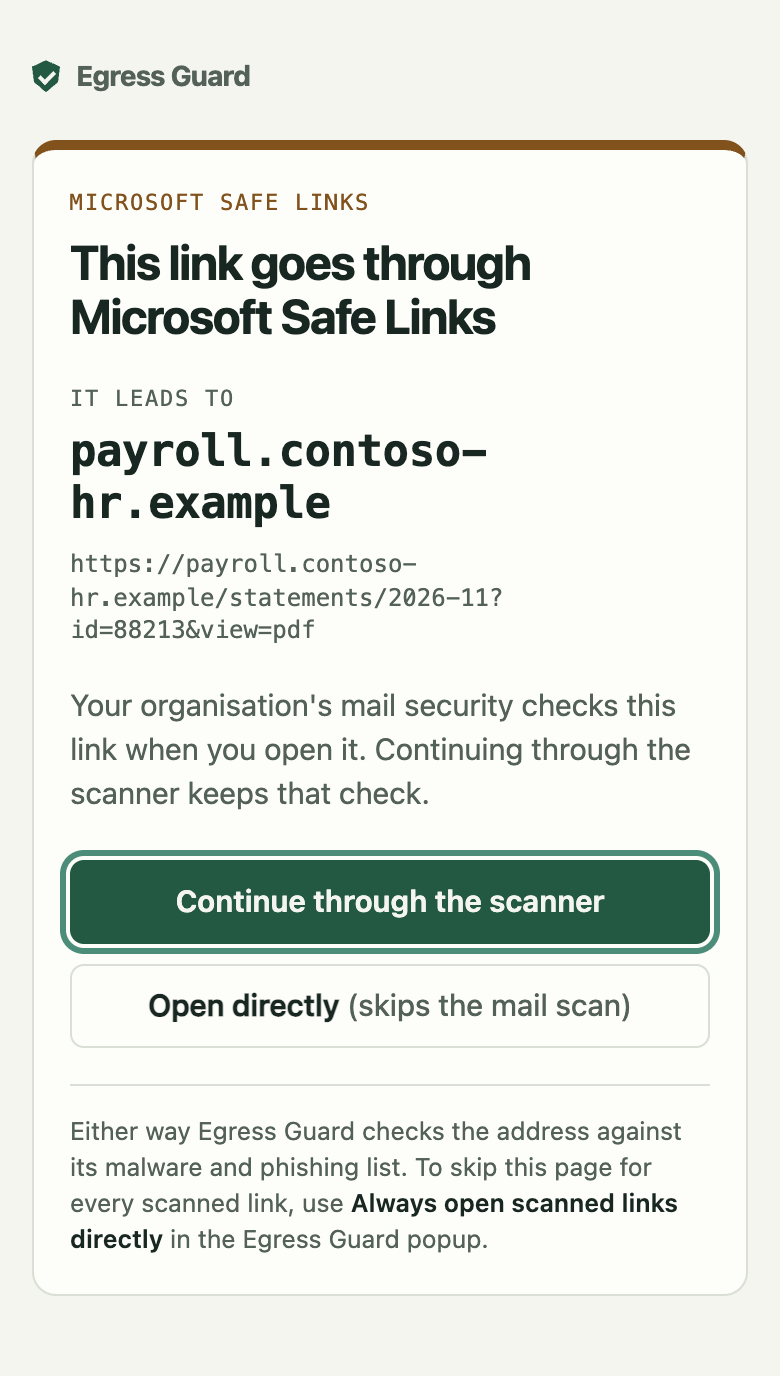 Egress Guard
MICROSOFT SAFE LINKS
This link goes through
Microsoft Safe Links
IT LEADS TO
payroll.contoso-
hr.example
https://payroll.contoso-
hr.example/statements/2026-11?
id=88213&view=pdf
Your organisation's mail security checks this
link when you open it. Continuing through the
scanner keeps that check.
Continue through the scanner
Open directly (skips the mail scan)
Either way Egress Guard checks the address against
its malware and phishing list. To skip this page for
every scanned link, use Always open scanned links
directly in the Egress Guard popup.